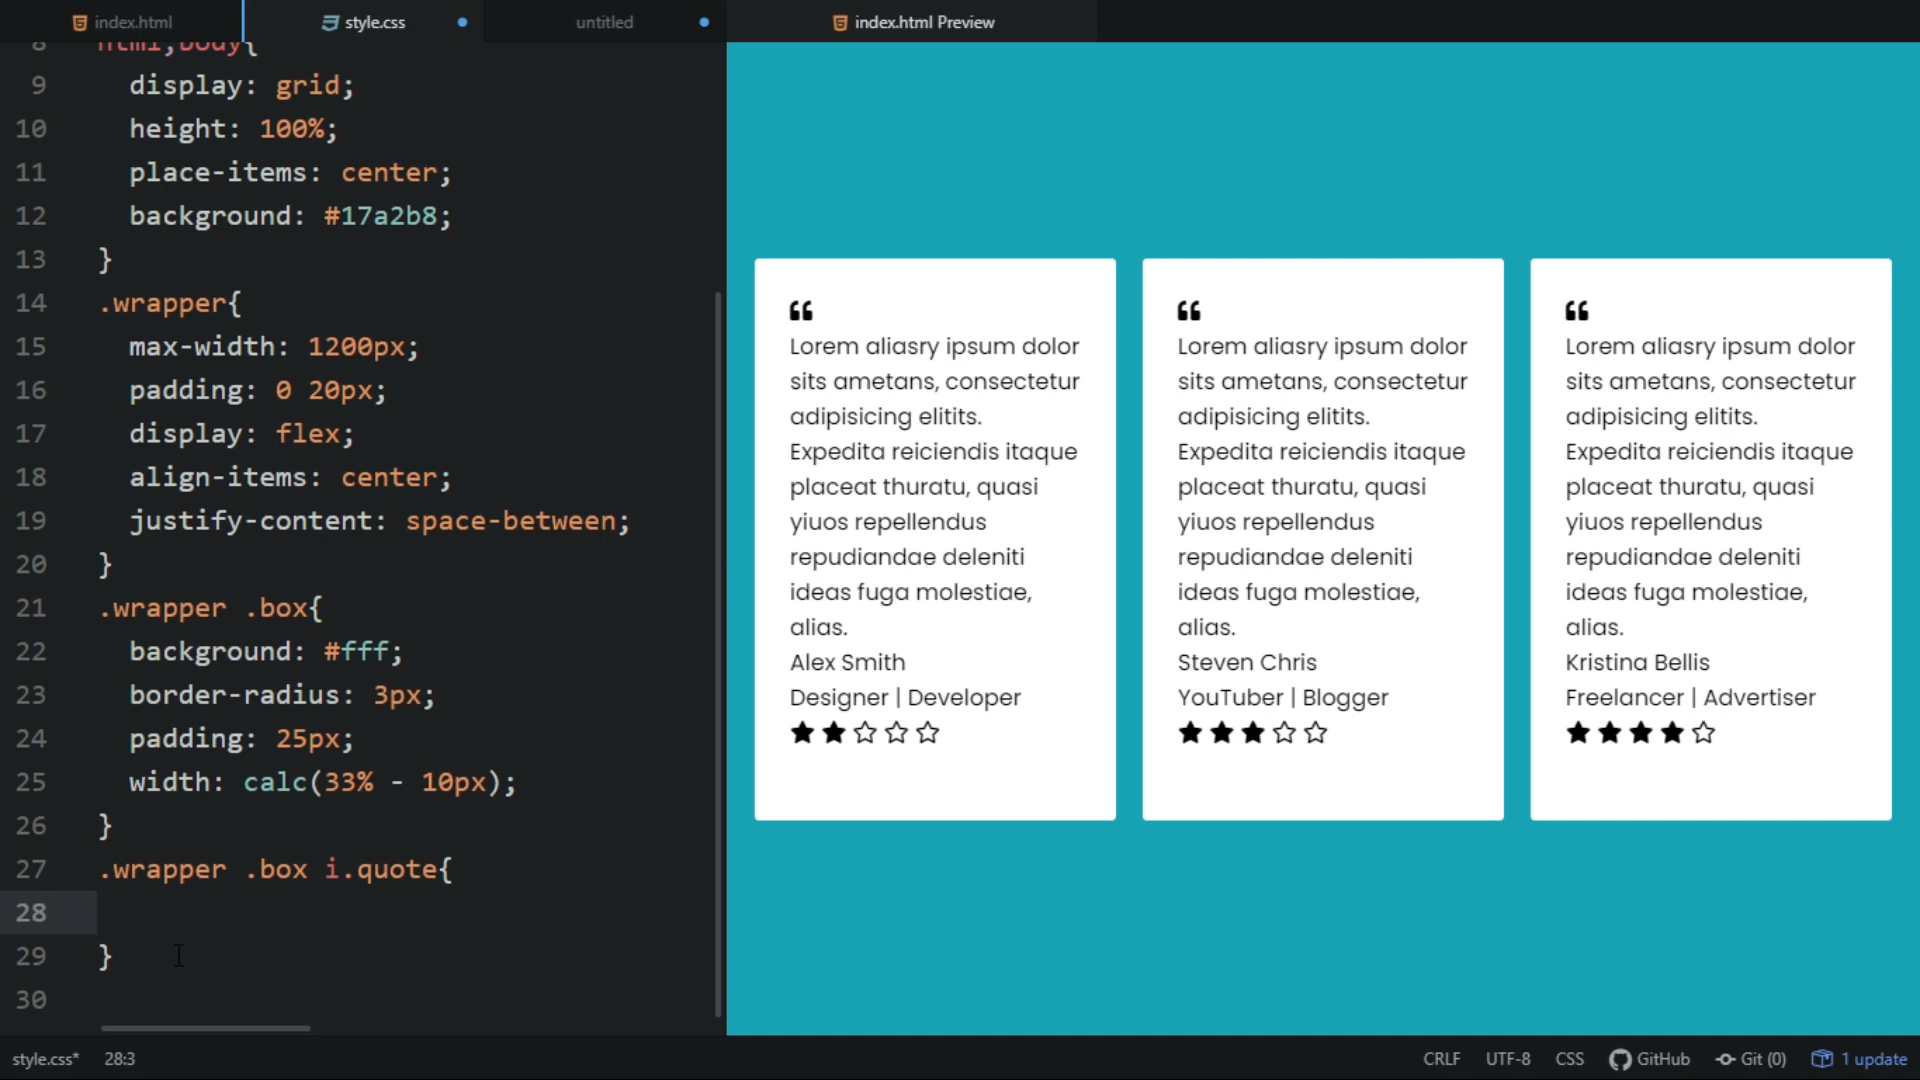 index.html
style.css
untitled
index.html Preview
8 html,body{
9 display: grid;
10 height: 100%;
11 place-items: center;
12 background: #17a2b8;
13 }
14 .wrapper{
15 max-width: 1200px;
16 padding: 0 20px;
17 display: flex;
18 align-items: center;
19 justify-content: space-between;
20 }
21 .wrapper .box{
22 background: #fff;
23 border-radius: 3px;
24 padding: 25px;
25 width: calc(33% - 10px);
26 }
27 .wrapper .box i.quote{
28
29 }
30
Lorem aliasry ipsum dolor
sits ametans, consectetur
adipisicing elitits.
Expedita reiciendis itaque
placeat thuratu, quasi
yiuos repellendus
repudiandae deleniti
ideas fuga molestiae,
alias.
Alex Smith
Designer | Developer
Lorem aliasry ipsum dolor
sits ametans, consectetur
adipisicing elitits.
Expedita reiciendis itaque
placeat thuratu, quasi
yiuos repellendus
repudiandae deleniti
ideas fuga molestiae,
alias.
Steven Chris
YouTuber | Blogger
Lorem aliasry ipsum dolor
sits ametans, consectetur
adipisicing elitits.
Expedita reiciendis itaque
placeat thuratu, quasi
yiuos repellendus
repudiandae deleniti
ideas fuga molestiae,
alias.
Kristina Bellis
Freelancer | Advertiser
style.css* 28:3
CRLF UTF-8 CSS GitHub Git (0) 1 update